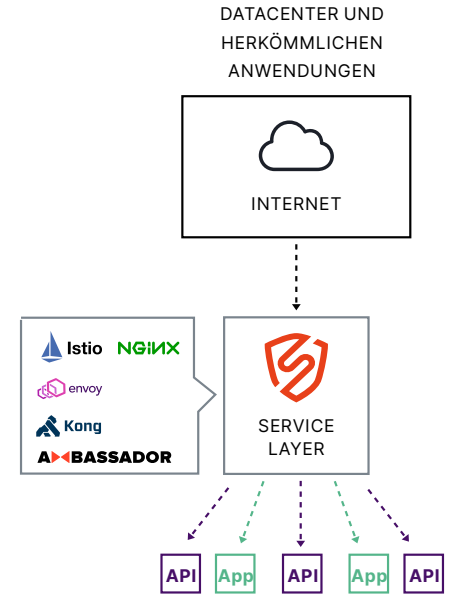 DATACENTER UND
HERKÖMMLICHEN
ANWENDUNGEN
INTERNET
Istio
NGINX
envoy
Kong
AMBASSADOR
SERVICE
LAYER
API
App
API
App
API